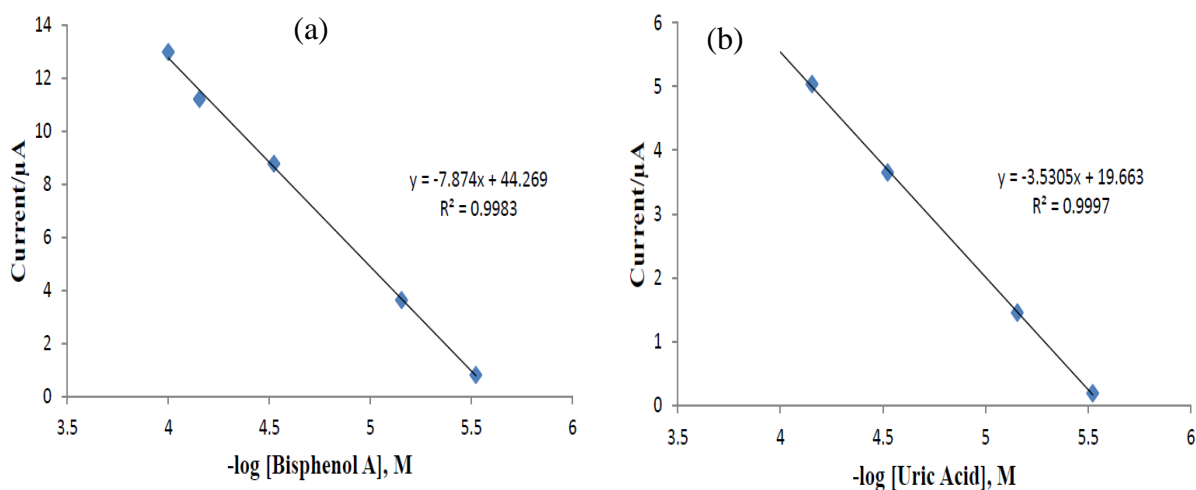 (a)
14
12
10
8
6
4
2
0
Current/µA
y = -7.874x + 44.269
R² = 0.9983
3.5 4 4.5 5 5.5 6
-log [Bisphenol A], M
(b)
6
5
4
3
2
1
0
Current/µA
y = -3.5305x + 19.663
R² = 0.9997
3.5 4 4.5 5 5.5 6
-log [Uric Acid], M